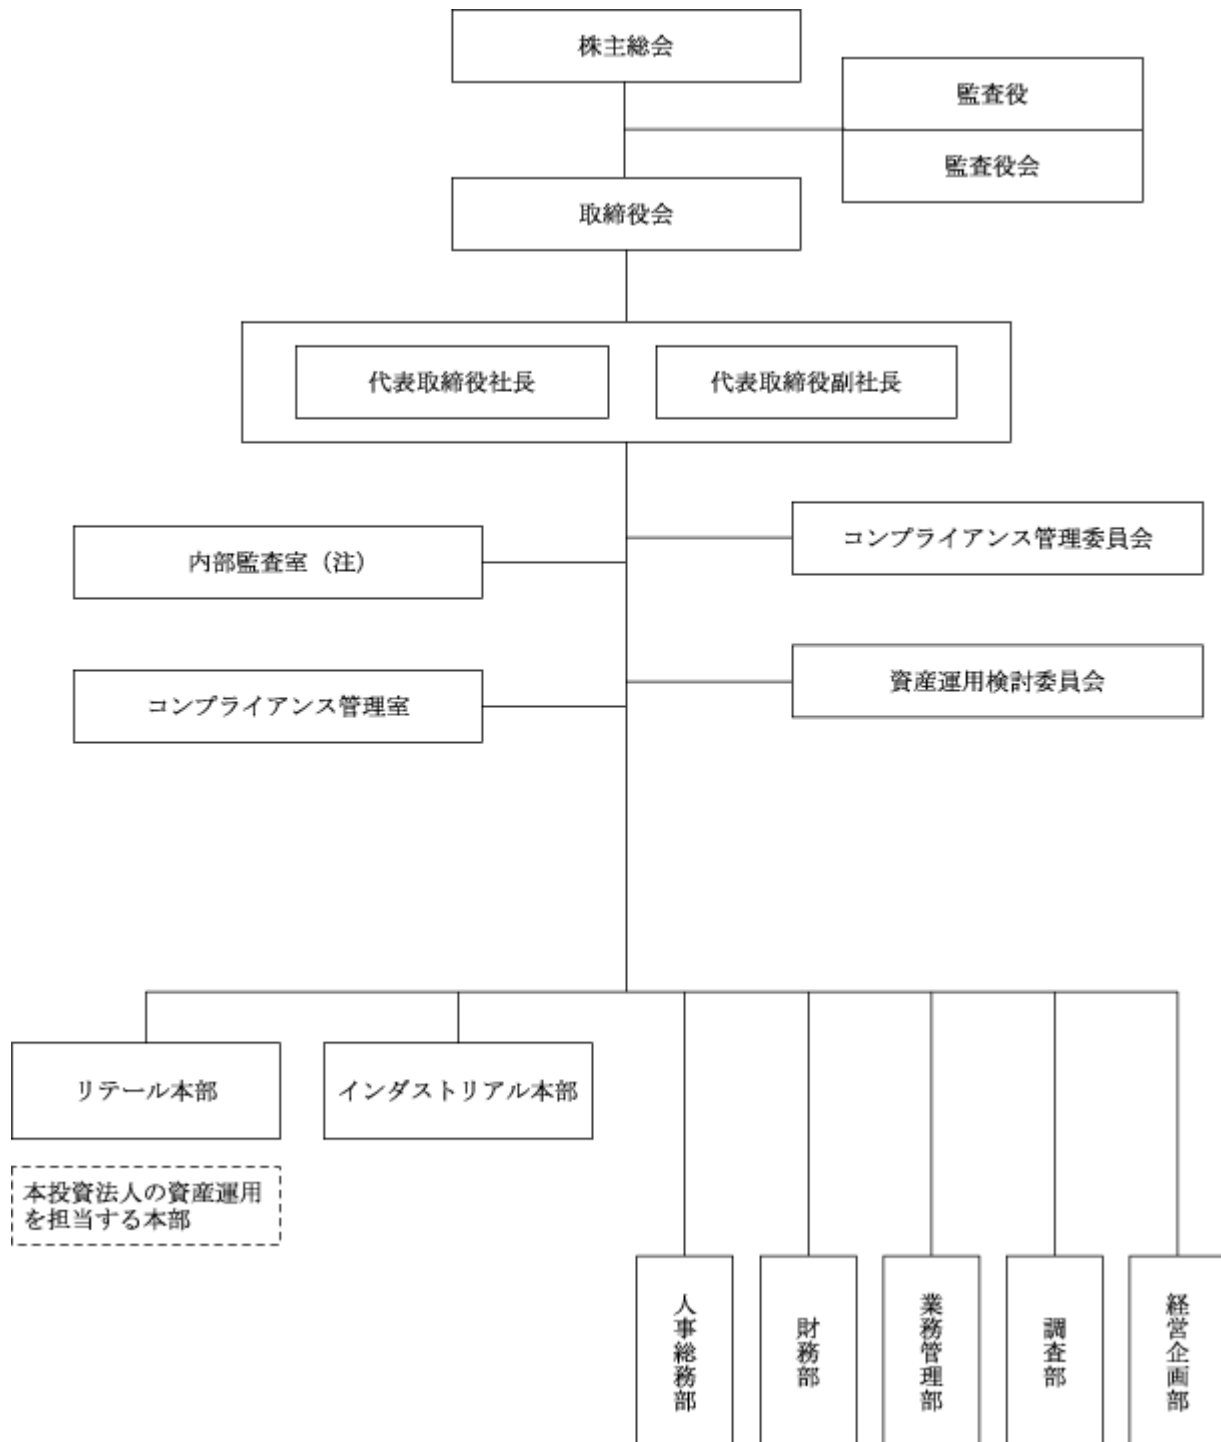 株主総会
監査役
監査役会
取締役会
代表取締役社長
代表取締役副社長
コンプライアンス管理委員会
内部監査室（注）
資産運用検討委員会
コンプライアンス管理室
リテール本部
インダストリアル本部
本投資法人の資産運用
を担当する本部
人事総務部
財務部
業務管理部
調査部
経営企画部